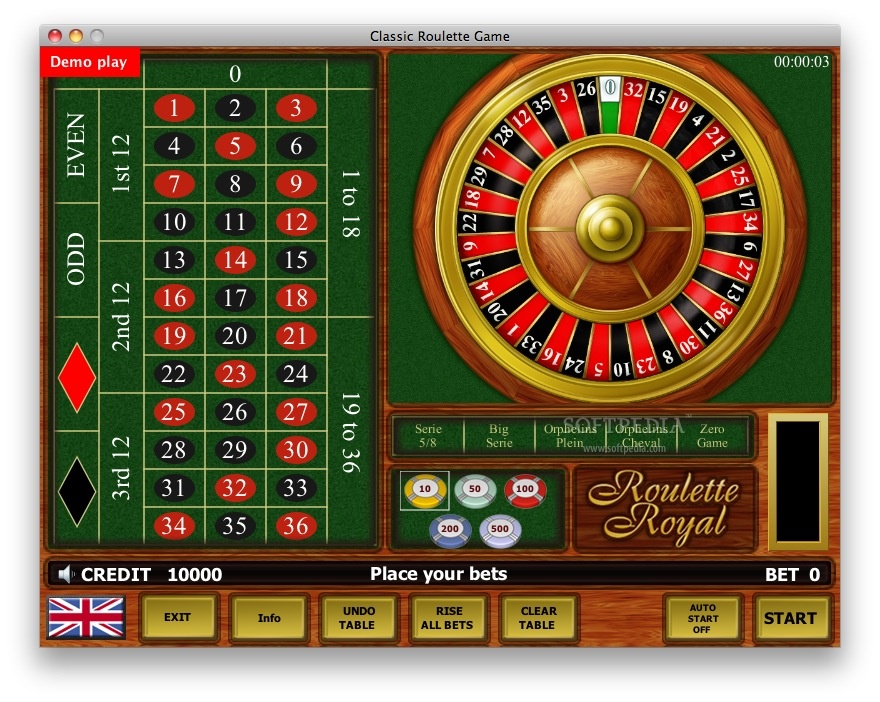 Classic Roulette Game
Demo play
0
EVEN
ODD
1st 12
2nd 12
3rd 12
1 2 3
4 5 6
7 8 9
10 11 12
13 14 15
16 17 18
19 20 21
22 23 24
25 26 27
28 29 30
31 32 33
34 35 36
1 to 18
19 to 36
00:00:03
0 32 15 19 4 21 2 25 17 34 6 27 13 36 11 30 8 23 10 5 24 16 33 1 20 14 31 9 22 18 29 7 28 12 35 3 26
Serie
5/8
Big
Serie
Orphelins
Plein
Orphelins
Cheval
Zero
Game
SOFTPEDIA
www.softpedia.com
10 50 100
200 500
Roulette
Royal
CREDIT 10000
Place your bets
BET 0
EXIT
Info
UNDO
TABLE
RISE
ALL BETS
CLEAR
TABLE
AUTO
START
OFF
START